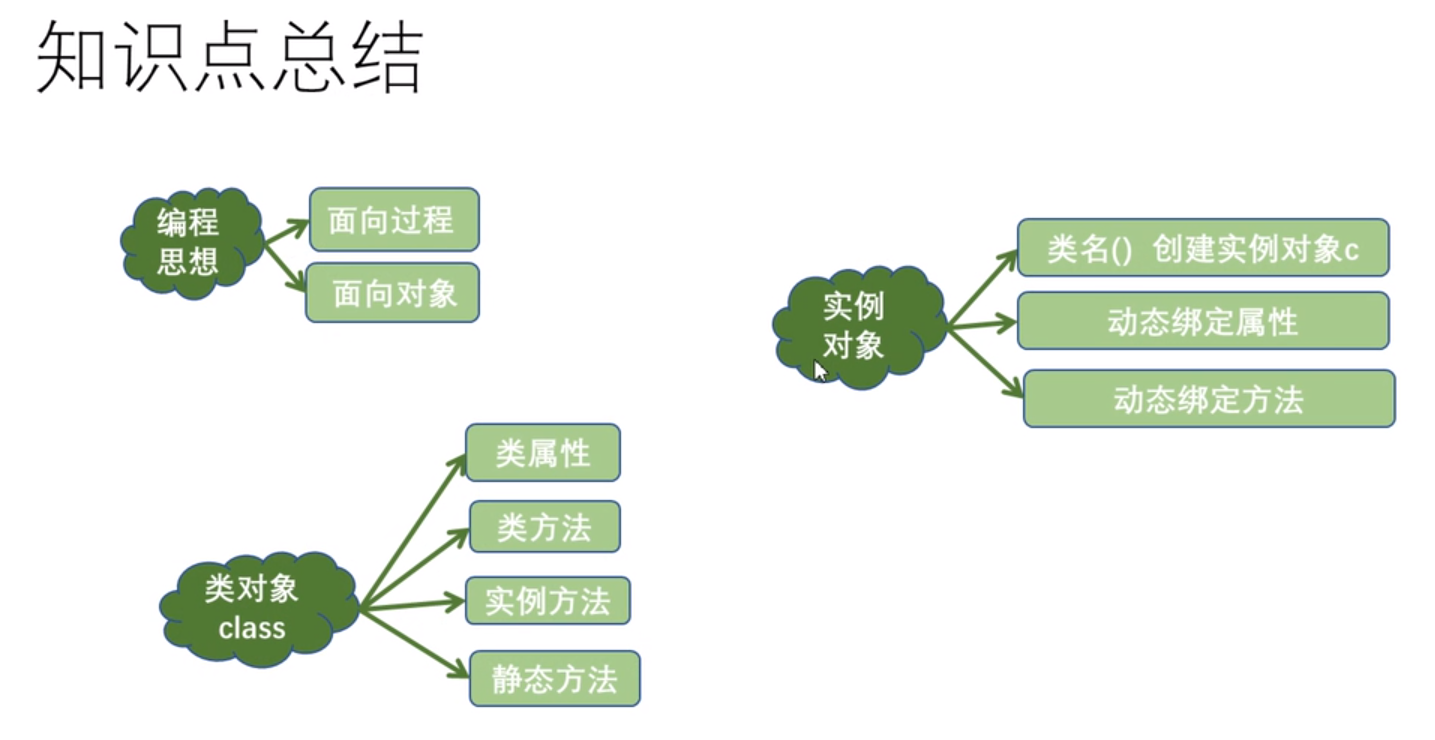 知识点总结
编程
思想
面向过程
面向对象
类对象
class
类属性
类方法
实例方法
静态方法
实例
对象
类名()  创建实例对象c
动态绑定属性
动态绑定方法